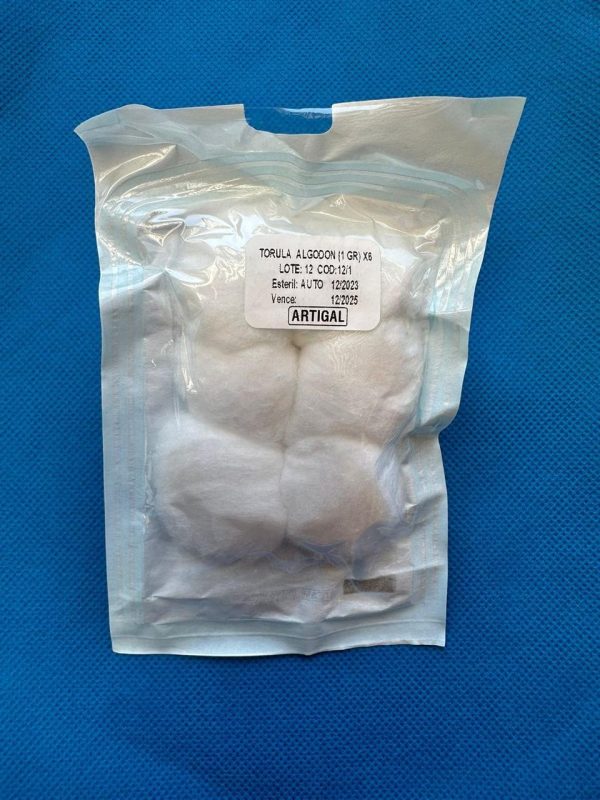 TORULA ALGODON (1 GR) X6
LOTE: 12 COD:12/1
Esteril: AUTO 12/2023
Vence: 12/2025
ARTIGAL